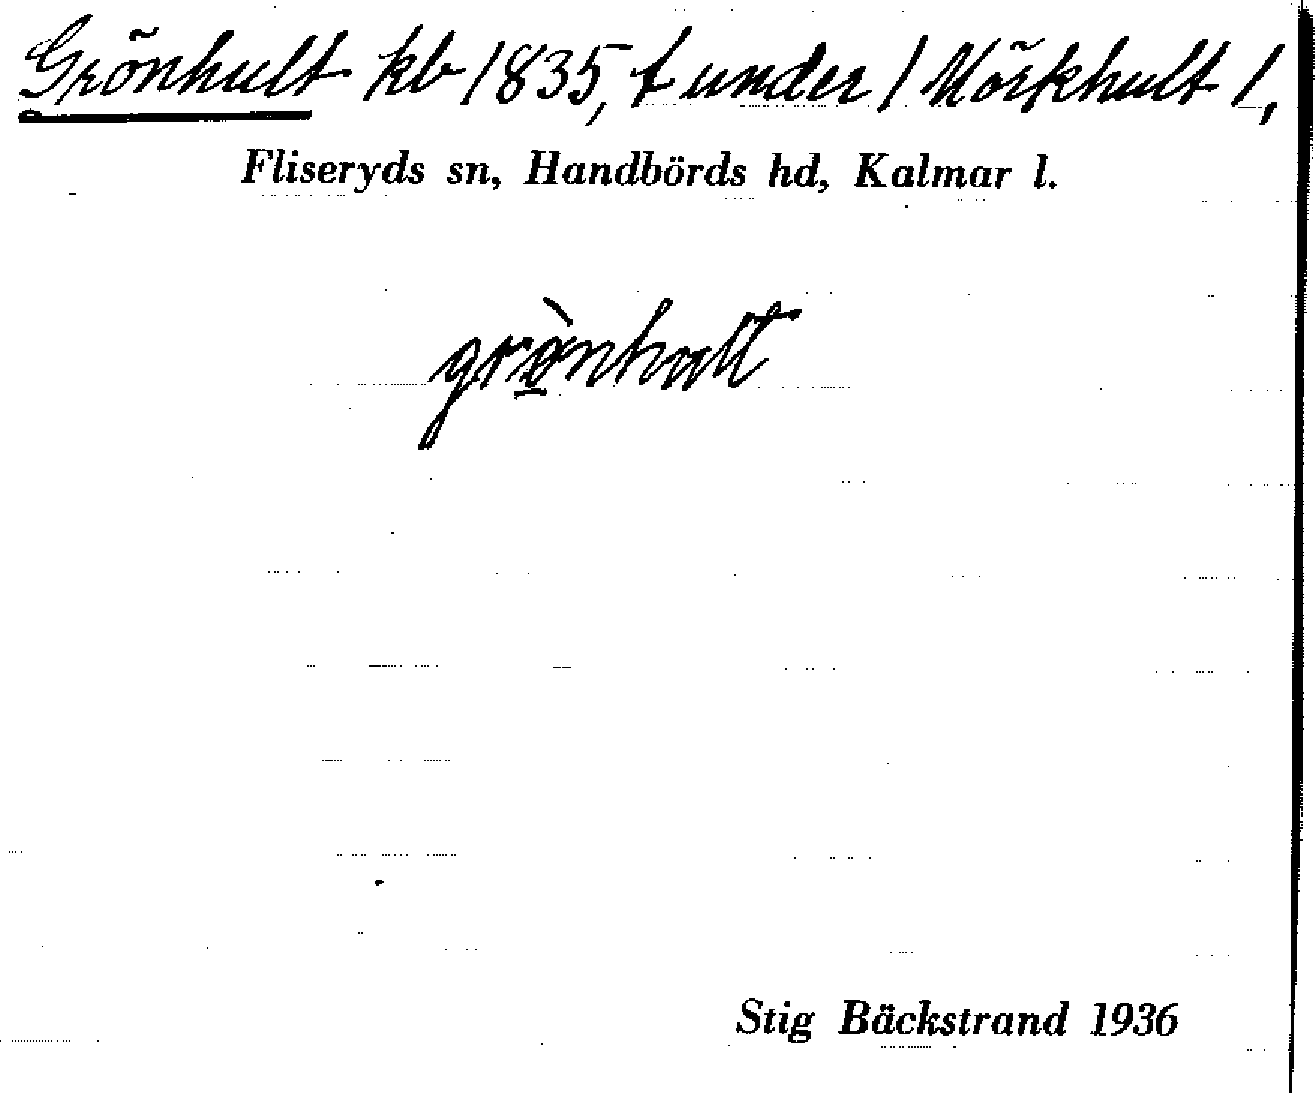 Grönhult kb 1835, t under 1 Mörkhult 1,
Fliseryds sn, Handbörds hd, Kalmar l.
Stig Bäckstrand 1936